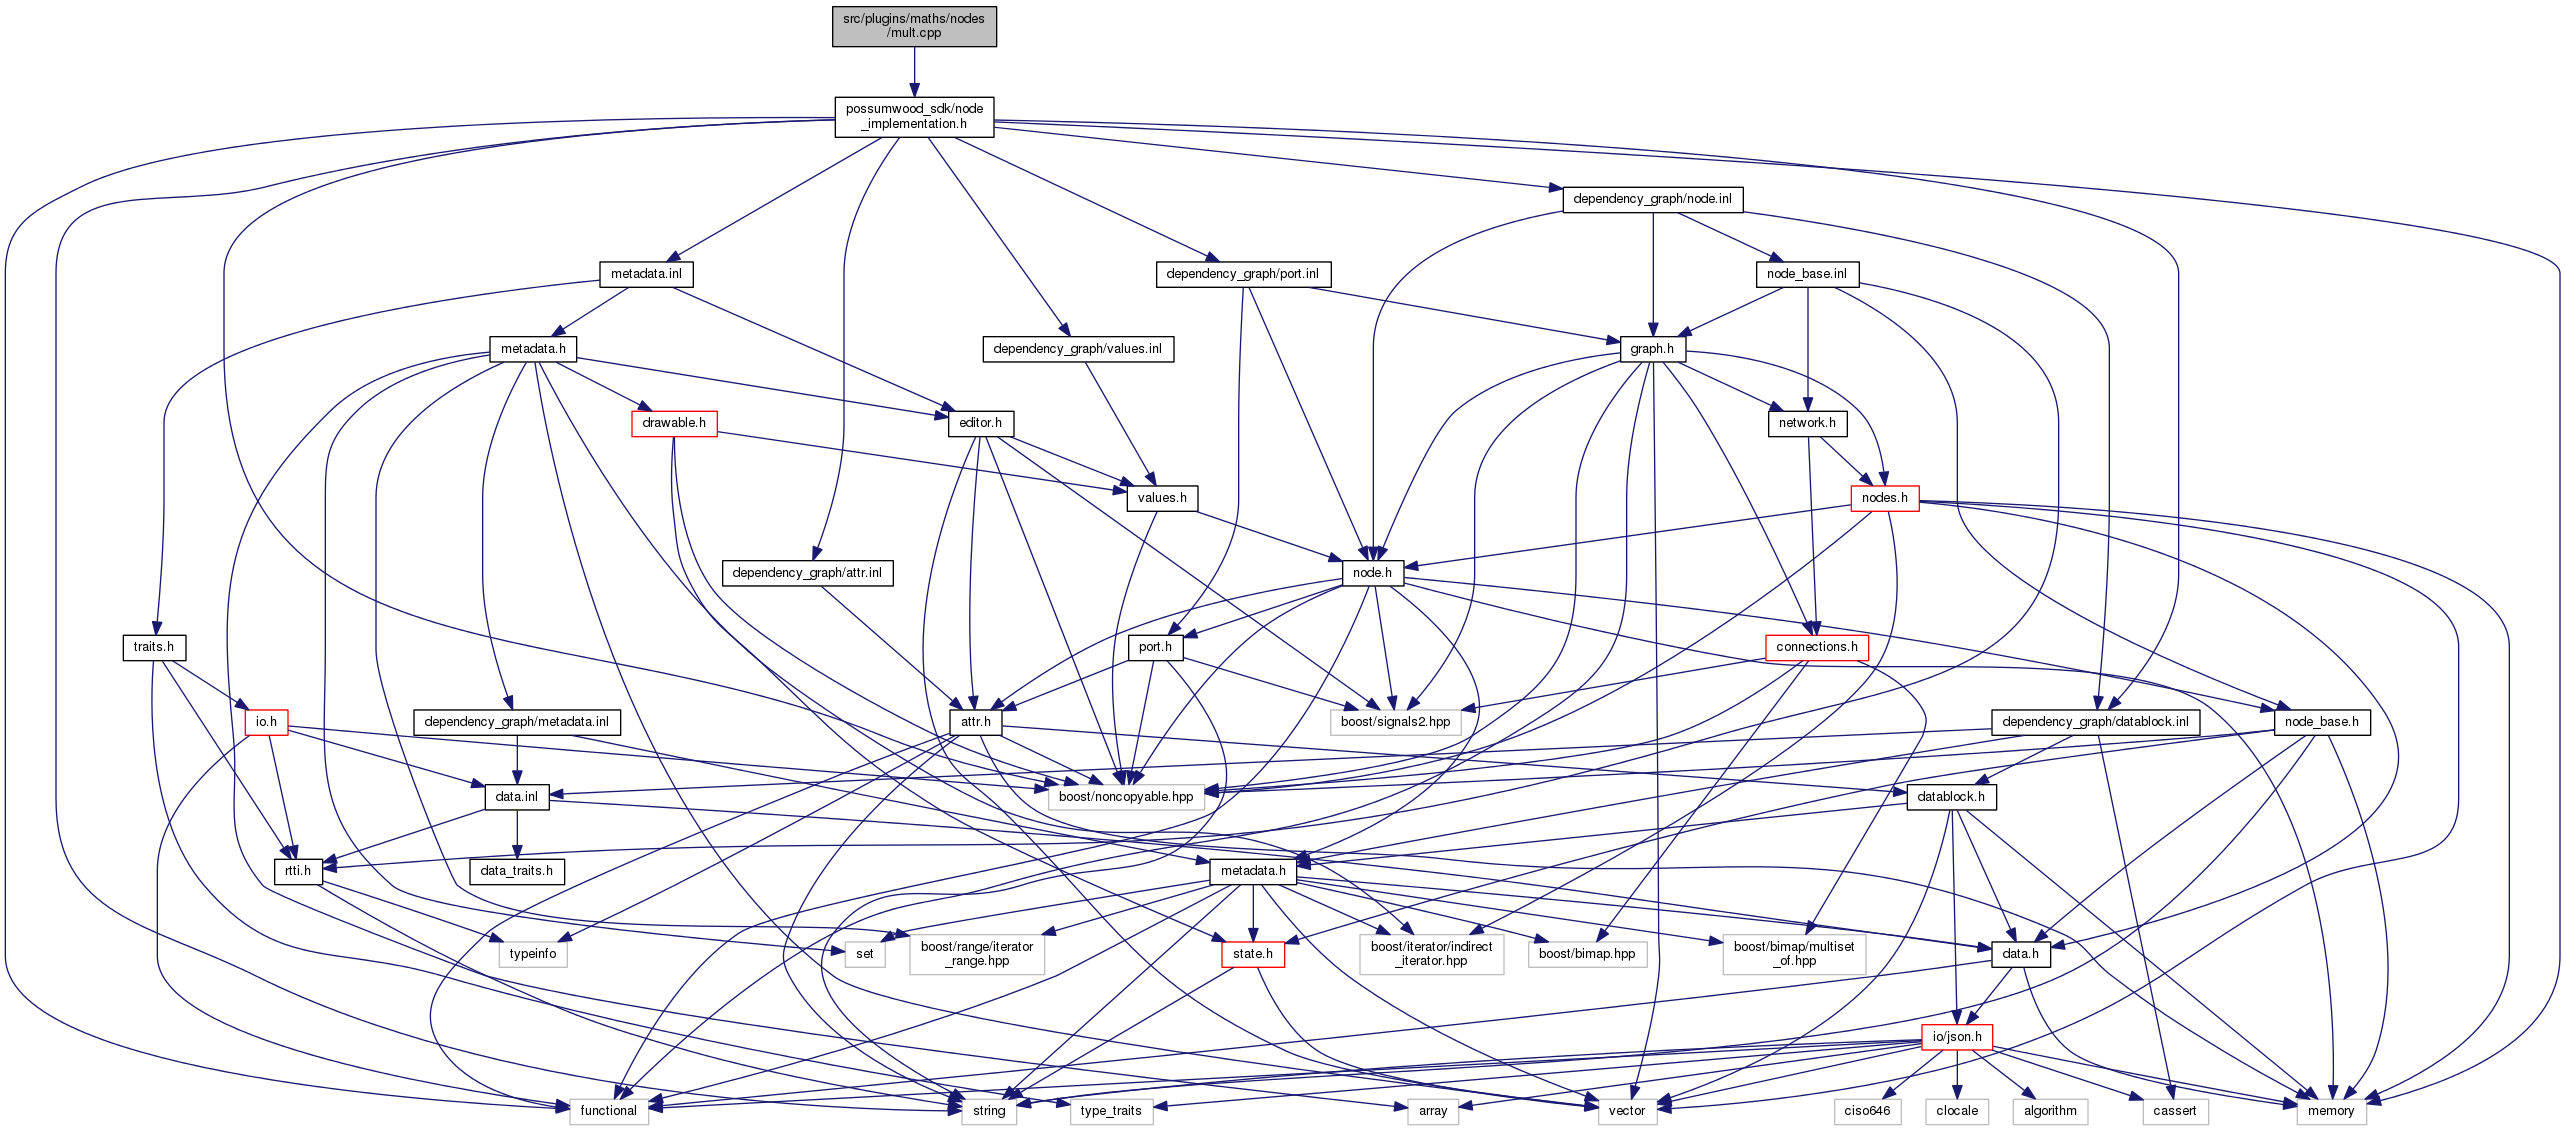 src/plugins/maths/nodes
/mult.cpp
possumwood_sdk/node
_implementation.h
dependency_graph/node.inl
metadata.inl
dependency_graph/port.inl
node_base.inl
metadata.h
dependency_graph/values.inl
graph.h
drawable.h
editor.h
network.h
values.h
nodes.h
dependency_graph/attr.inl
node.h
traits.h
port.h
connections.h
io.h
dependency_graph/metadata.inl
attr.h
boost/signals2.hpp
dependency_graph/datablock.inl
node_base.h
data.inl
boost/noncopyable.hpp
datablock.h
rtti.h
data_traits.h
metadata.h
typeinfo
set
boost/range/iterator
_range.hpp
state.h
boost/iterator/indirect
_iterator.hpp
boost/bimap.hpp
boost/bimap/multiset
_of.hpp
data.h
io/json.h
functional
string
type_traits
array
vector
ciso646
clocale
algorithm
cassert
memory